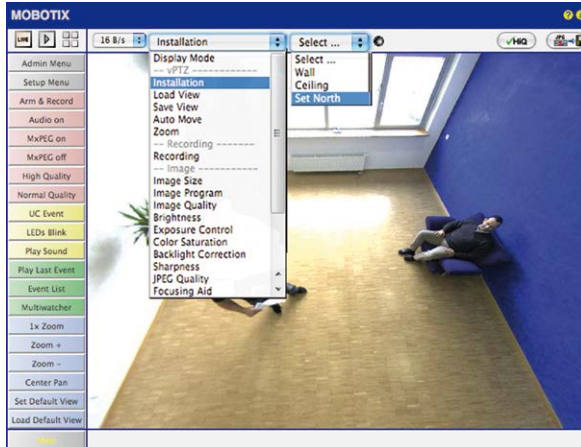 MOBOTIX
LIVE
16 B/s
Installation
Select ...
HiQ
Admin Menu
Setup Menu
Arm & Record
Audio on
MxPEG on
MxPEG off
High Quality
Normal Quality
UC Event
LEDs Blink
Play Sound
Play Last Event
Event List
Multiwatcher
1x Zoom
Zoom +
Zoom –
Center Pan
Set Default View
Load Default View
Display Mode
-- vPTZ ------------
Installation
Load View
Save View
Auto Move
Zoom
-- Recording -------
Recording
-- Image ----------
Image Size
Image Program
Image Quality
Brightness
Exposure Control
Color Saturation
Backlight Correction
Sharpness
JPEG Quality
Focusing Aid
Select ...
Wall
Ceiling
Set North